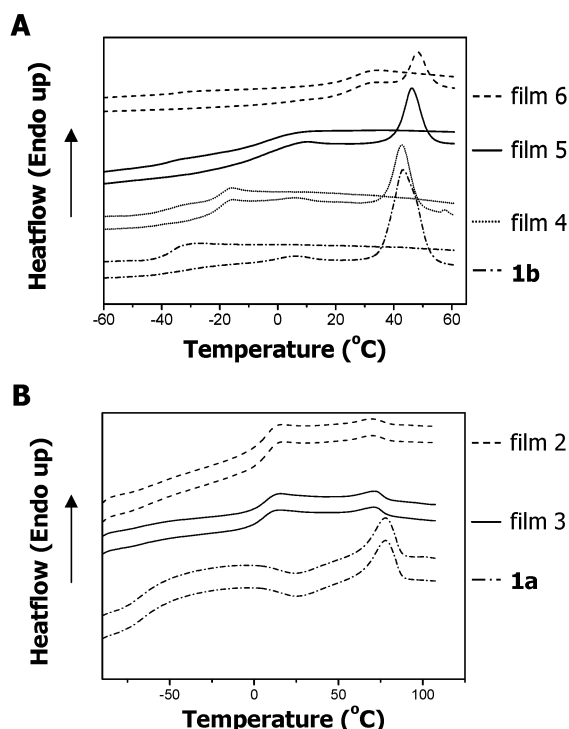 A
Heatflow (Endo up)
film 6
film 5
film 4
1b
-60 -40 -20 0 20 40 60
Temperature (°C)
B
Heatflow (Endo up)
film 2
film 3
1a
-50 0 50 100
Temperature (°C)